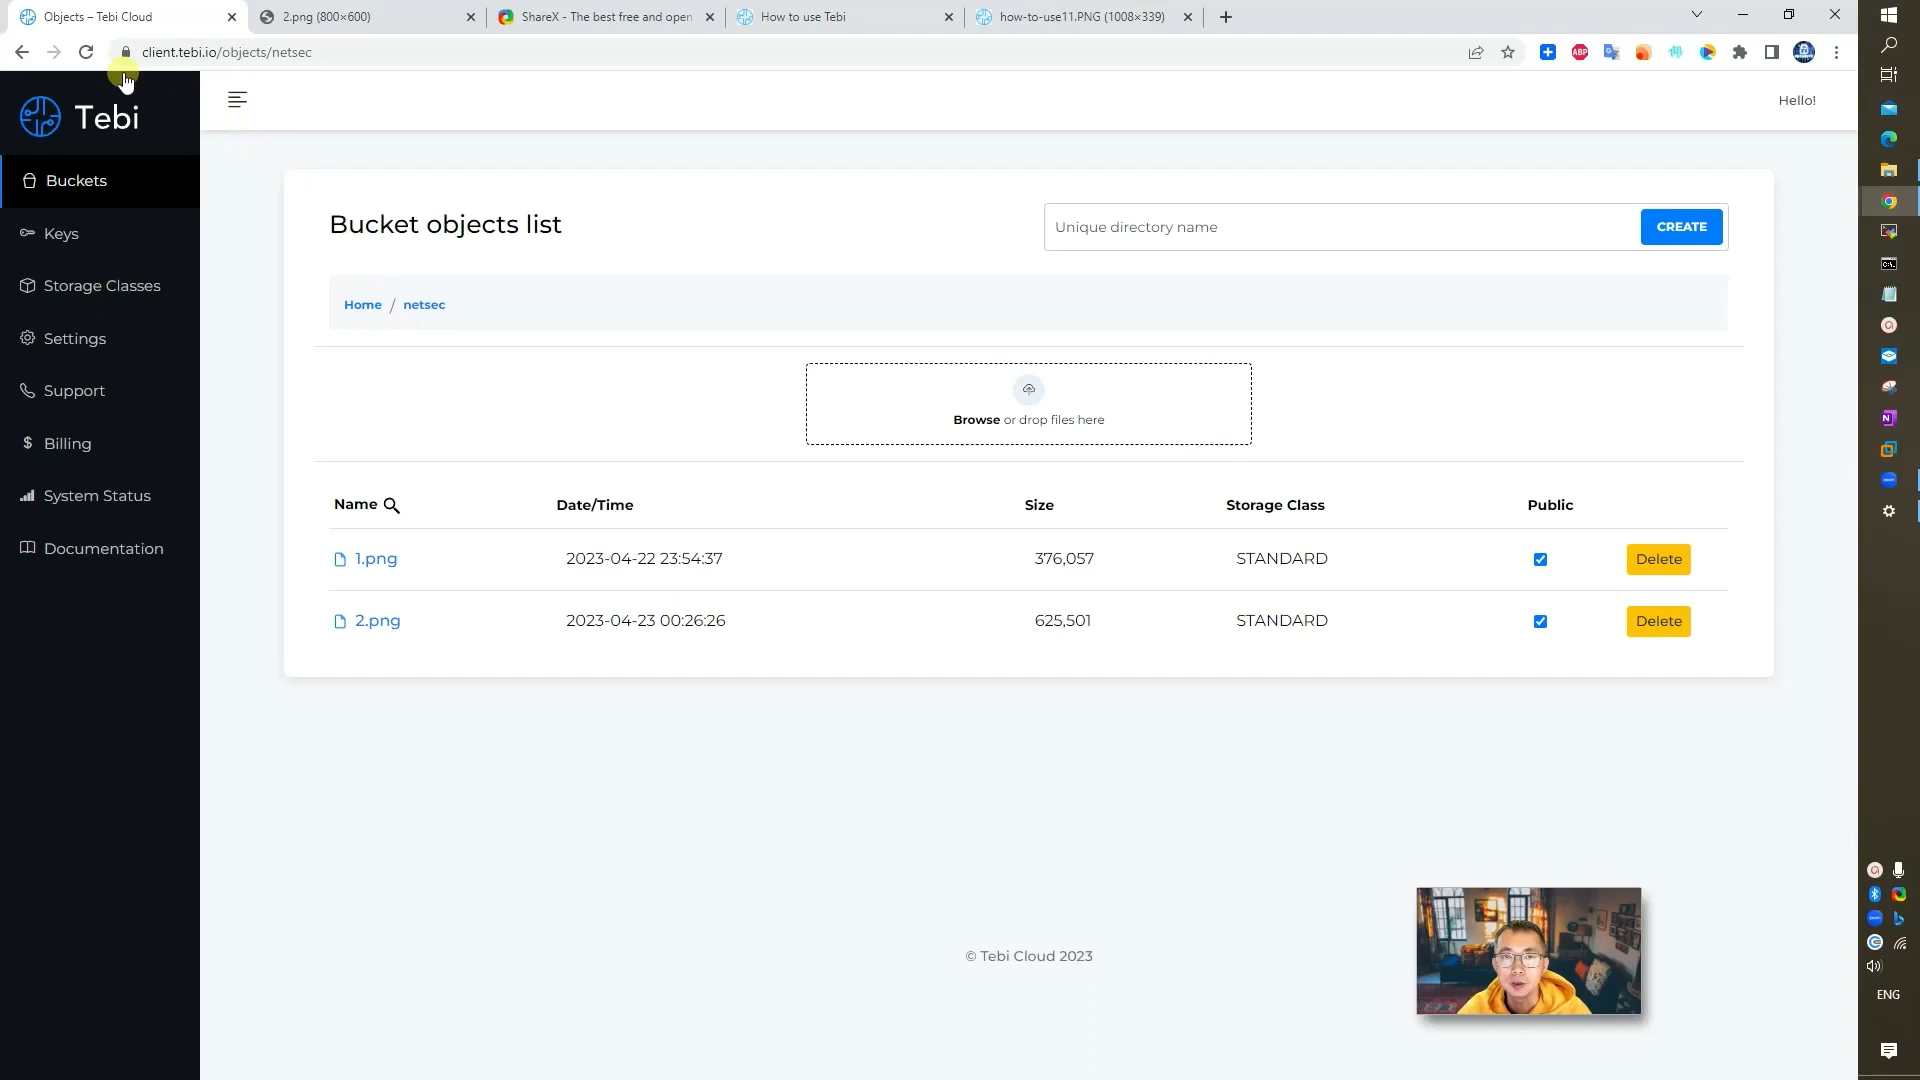 Objects – Tebi Cloud
2.png (800×600)
ShareX - The best free and open
How to use Tebi
how-to-use11.PNG (1008×339)
client.tebi.io/objects/netsec
ABP
Tebi
Hello!
Buckets
Keys
Storage Classes
Settings
Support
Billing
System Status
Documentation
Bucket objects list
Unique directory name
CREATE
Home / netsec
Browse or drop files here
Name
Date/Time
Size
Storage Class
Public
1.png
2023-04-22 23:54:37
376,057
STANDARD
Delete
2.png
2023-04-23 00:26:26
625,501
STANDARD
Delete
© Tebi Cloud 2023
ENG